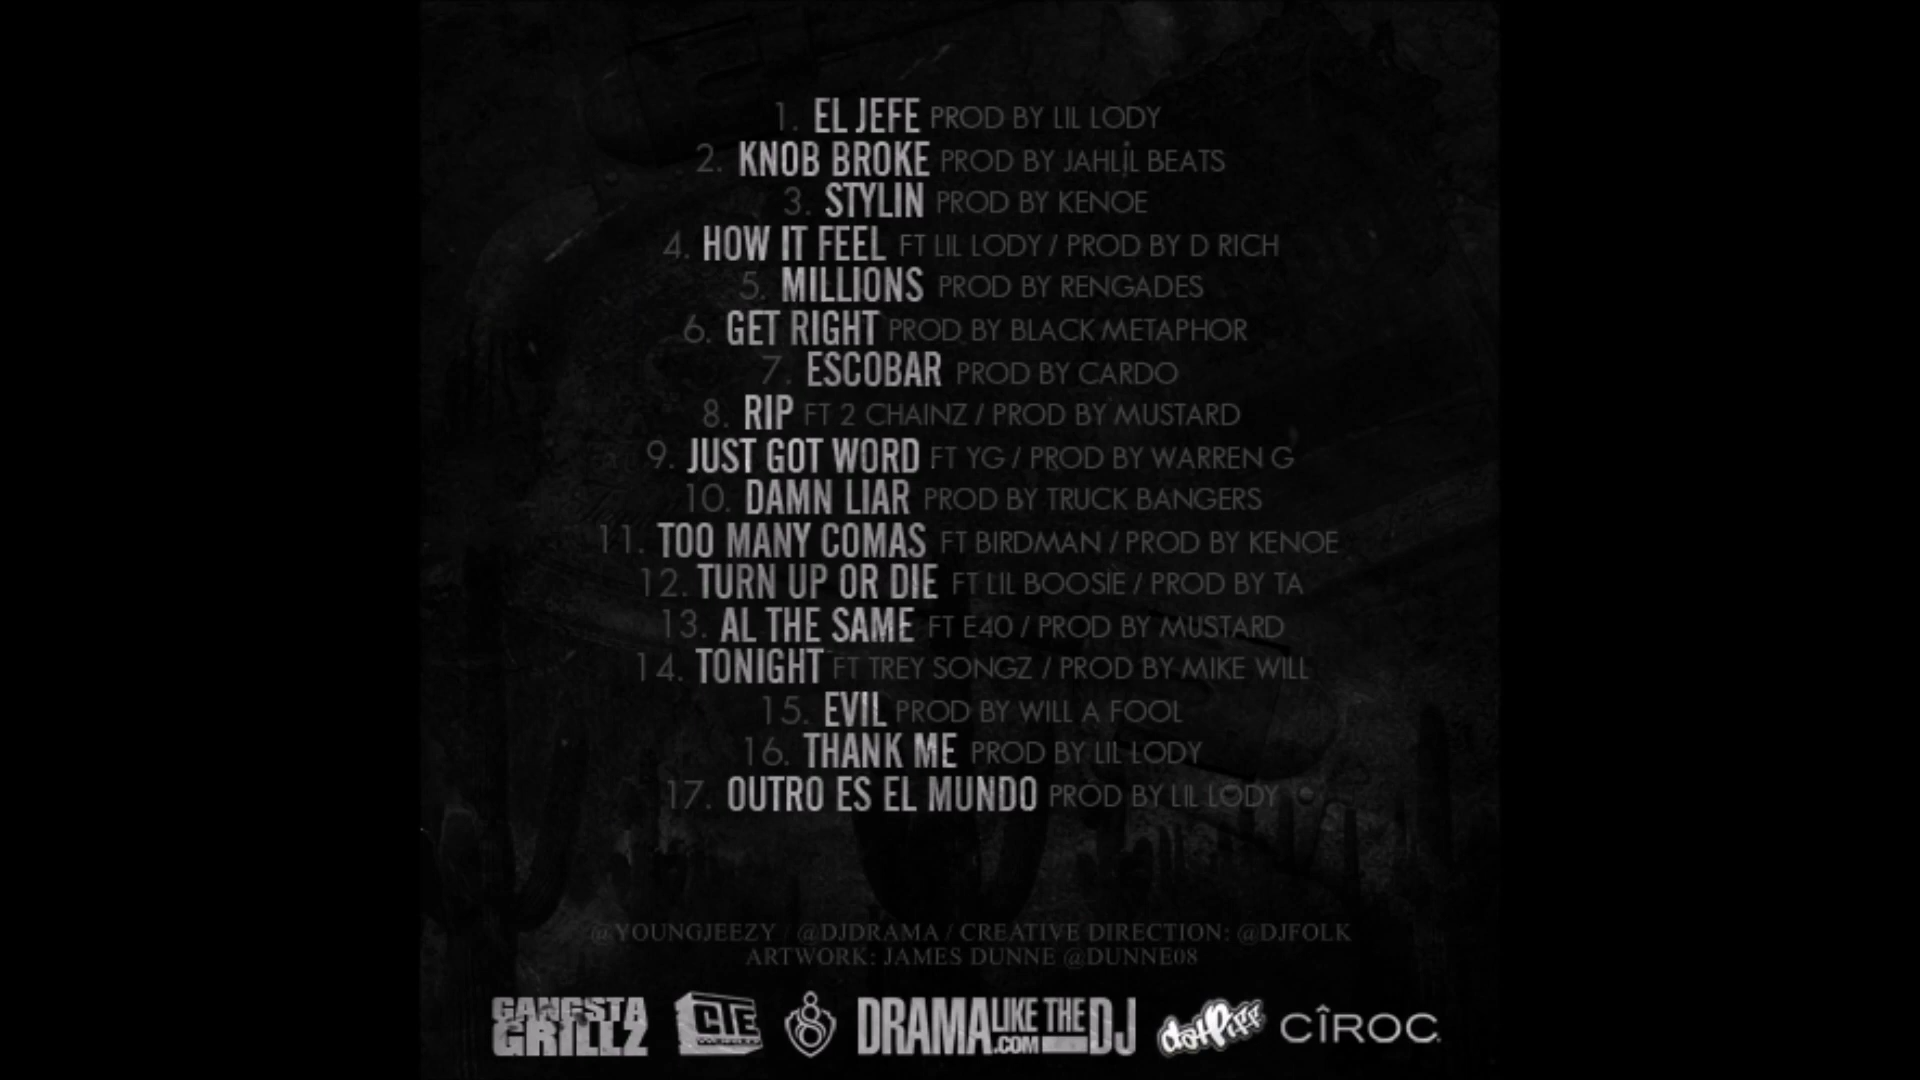 1. EL JEFE PROD BY LIL LODY
2. KNOB BROKE PROD BY JAHLIL BEATS
3. STYLIN PROD BY KENOE
4. HOW IT FEEL FT LIL LODY / PROD BY D RICH
5. MILLIONS PROD BY RENGADES
6. GET RIGHT PROD BY BLACK METAPHOR
7. ESCOBAR PROD BY CARDO
8. RIP FT 2 CHAINZ / PROD BY MUSTARD
9. JUST GOT WORD FT YG / PROD BY WARREN G
10. DAMN LIAR PROD BY TRUCK BANGERS
11. TOO MANY COMAS FT BIRDMAN / PROD BY KENOE
12. TURN UP OR DIE FT LIL BOOSIE / PROD BY TA
13. AL THE SAME FT E40 / PROD BY MUSTARD
14. TONIGHT FT TREY SONGZ / PROD BY MIKE WILL
15. EVIL PROD BY WILL A FOOL
16. THANK ME PROD BY LIL LODY
17. OUTRO ES EL MUNDO PROD BY LIL LODY
@YOUNGJEEZY / @DJDRAMA / CREATIVE DIRECTION: @DJFOLK
ARTWORK: JAMES DUNNE @DUNNE08
GANGSTA GRILLZ CTE 8 DRAMALIKETHEDJ.COM datPiff CÎROC